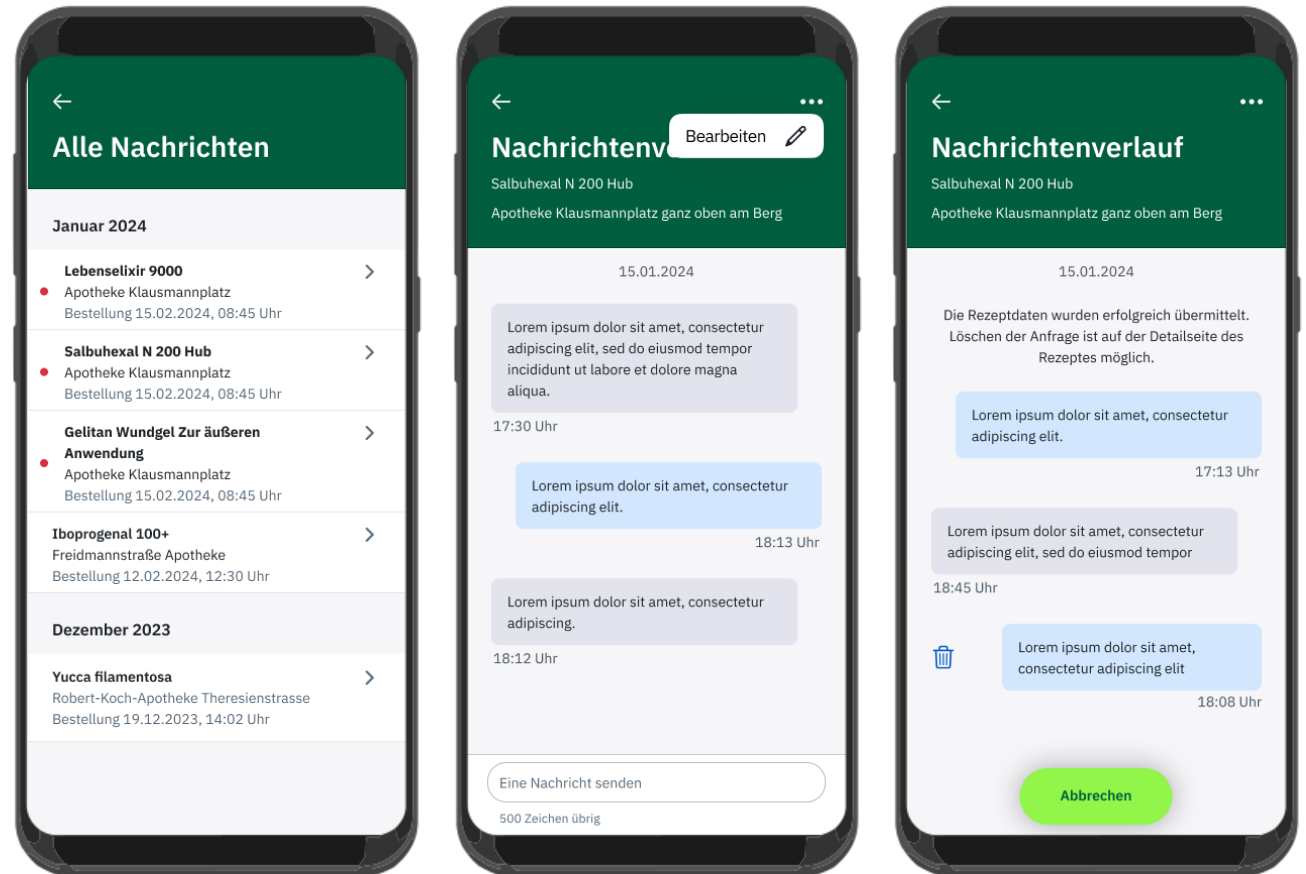 Alle Nachrichten
Januar 2024
Lebenselixir 9000
Apotheke Klausmannplatz
Bestellung 15.02.2024, 08:45 Uhr
Salbuhexal N 200 Hub
Apotheke Klausmannplatz
Bestellung 15.02.2024, 08:45 Uhr
Gelitan Wundgel Zur äußeren
Anwendung
Apotheke Klausmannplatz
Bestellung 15.02.2024, 08:45 Uhr
Iboprogenal 100+
Freidmannstraße Apotheke
Bestellung 12.02.2024, 12:30 Uhr
Dezember 2023
Yucca filamentosa
Robert-Koch-Apotheke Theresienstrasse
Bestellung 19.12.2023, 14:02 Uhr
Bearbeiten
Nachrichtenv
Salbuhexal N 200 Hub
Apotheke Klausmannplatz ganz oben am Berg
15.01.2024
Lorem ipsum dolor sit amet, consectetur
adipiscing elit, sed do eiusmod tempor
incididunt ut labore et dolore magna
aliqua.
17:30 Uhr
Lorem ipsum dolor sit amet, consectetur
adipiscing elit.
18:13 Uhr
Lorem ipsum dolor sit amet, consectetur
adipiscing.
18:12 Uhr
Eine Nachricht senden
500 Zeichen übrig
Nachrichtenverlauf
Salbuhexal N 200 Hub
Apotheke Klausmannplatz ganz oben am Berg
15.01.2024
Die Rezeptdaten wurden erfolgreich übermittelt.
Löschen der Anfrage ist auf der Detailseite des
Rezeptes möglich.
Lorem ipsum dolor sit amet, consectetur
adipiscing elit.
17:13 Uhr
Lorem ipsum dolor sit amet, consectetur
adipiscing elit, sed do eiusmod tempor
18:45 Uhr
Lorem ipsum dolor sit amet,
consectetur adipiscing elit
18:08 Uhr
Abbrechen